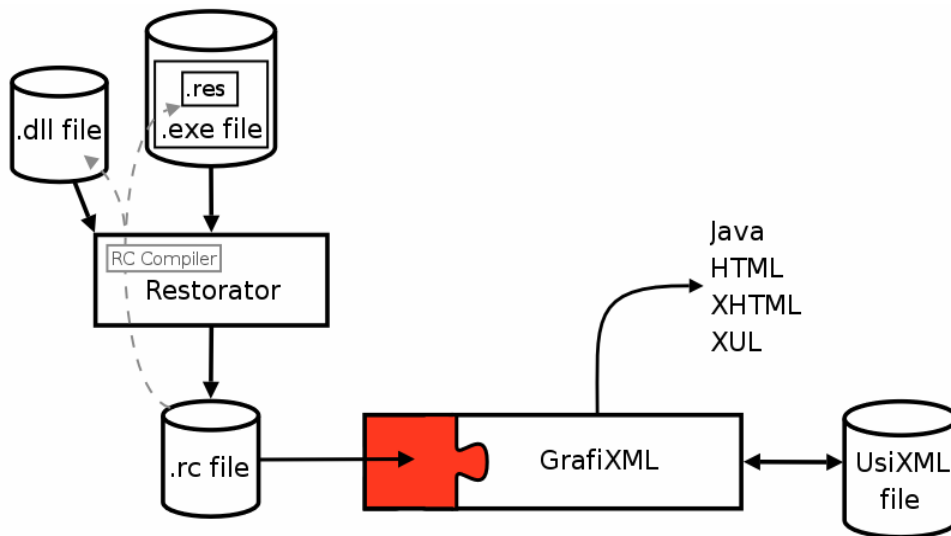 .res
.dll file
.exe file
RC Compiler
Restorator
Java
HTML
XHTML
XUL
.rc file
GrafiXML
UsiXML
file